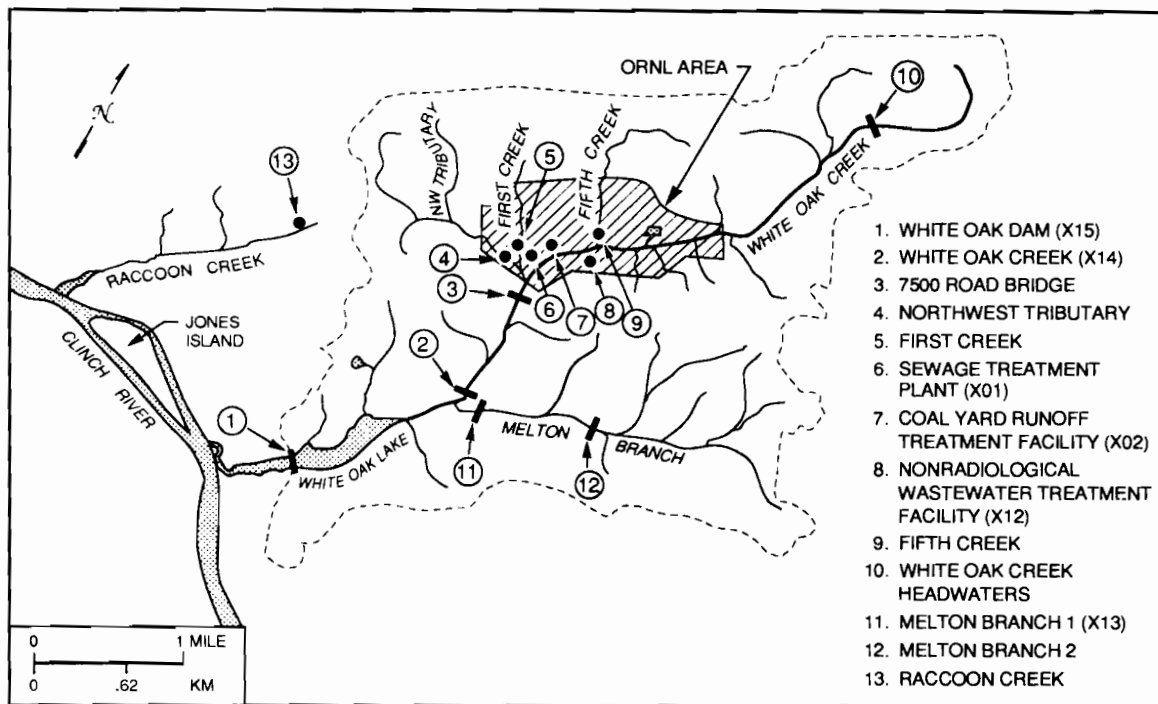 ORNL AREA
10
N
NW TRIBUTARY
FIRST CREEK
5
FIFTH CREEK
13
WHITE OAK CREEK
RACCOON CREEK
4
3
6
7
8
9
JONES
ISLAND
CLINCH RIVER
2
1
WHITE OAK LAKE
MELTON BRANCH
11
12
0 1 MILE
0 .62 KM
1. WHITE OAK DAM (X15)
2. WHITE OAK CREEK (X14)
3. 7500 ROAD BRIDGE
4. NORTHWEST TRIBUTARY
5. FIRST CREEK
6. SEWAGE TREATMENT
PLANT (X01)
7. COAL YARD RUNOFF
TREATMENT FACILITY (X02)
8. NONRADIOLOGICAL
WASTEWATER TREATMENT
FACILITY (X12)
9. FIFTH CREEK
10. WHITE OAK CREEK
HEADWATERS
11. MELTON BRANCH 1 (X13)
12. MELTON BRANCH 2
13. RACCOON CREEK